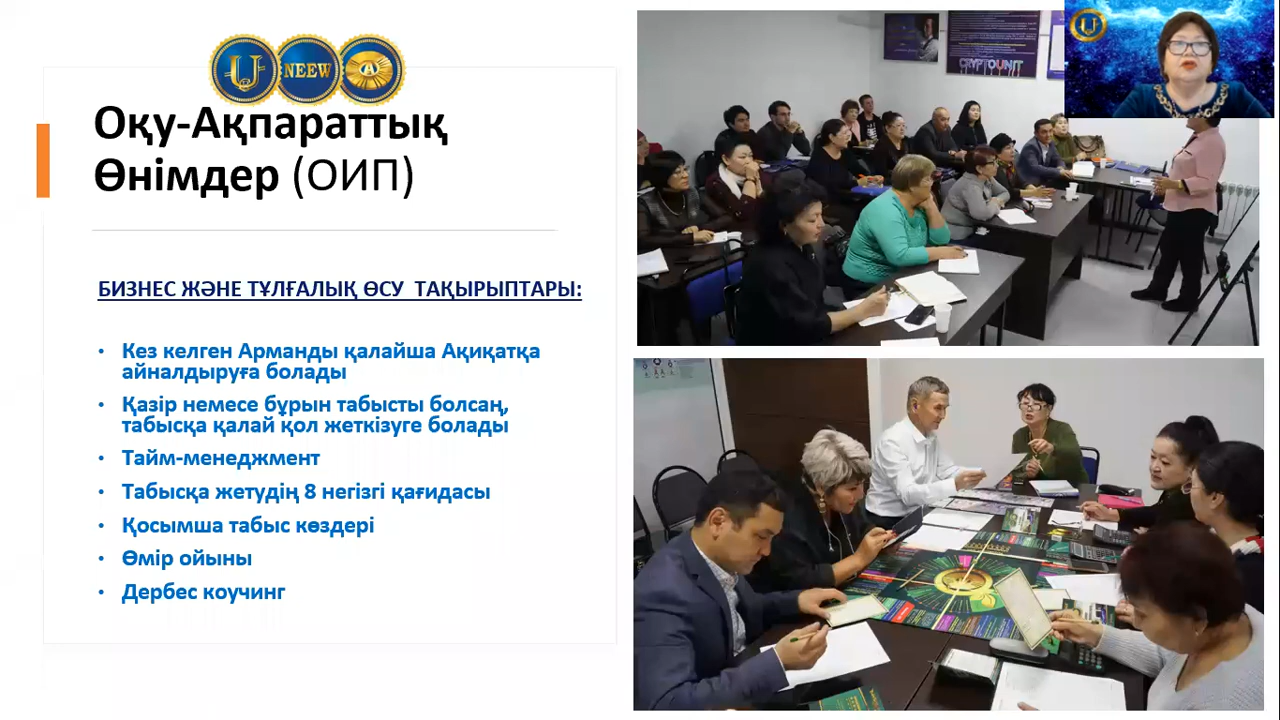 NEEW
Оқу-Ақпараттық
Өнімдер (ОИП)
БИЗНЕС ЖӘНЕ ТҰЛҒАЛЫҚ ӨСУ ТАҚЫРЫПТАРЫ:
• Кез келген Арманды қалайша Ақиқатқа
айналдыруға болады
• Қазір немесе бұрын табысты болсаң,
табысқа қалай қол жеткізуге болады
• Тайм-менеджмент
• Табысқа жетудің 8 негізгі қағидасы
• Қосымша табыс көздері
• Өмір ойыны
• Дербес коучинг
CRYPTOUNIT